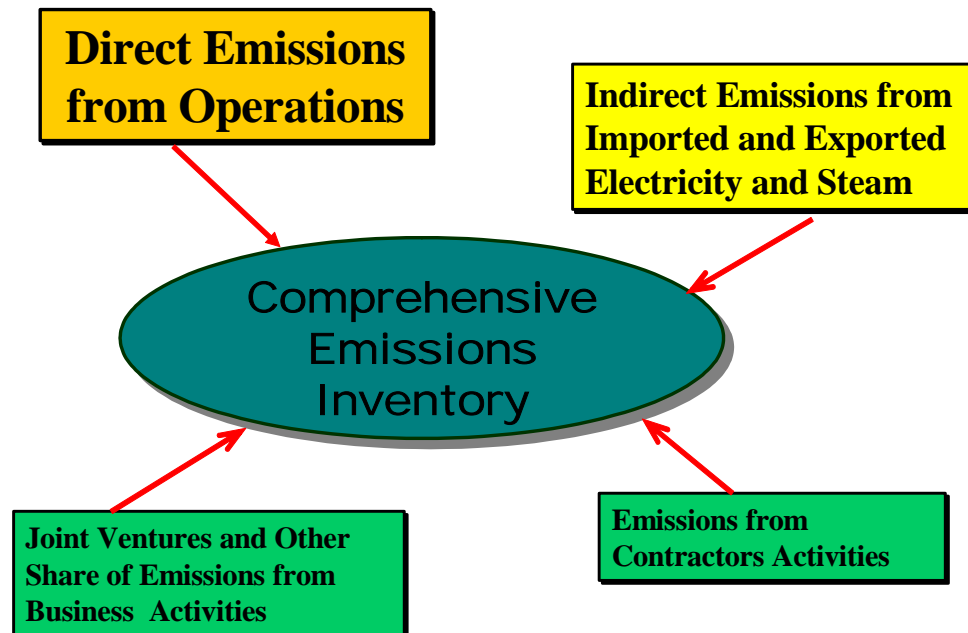 Direct Emissions
from Operations
Indirect Emissions from
Imported and Exported
Electricity and Steam
Comprehensive
Emissions
Inventory
Joint Ventures and Other
Share of Emissions from
Business Activities
Emissions from
Contractors Activities